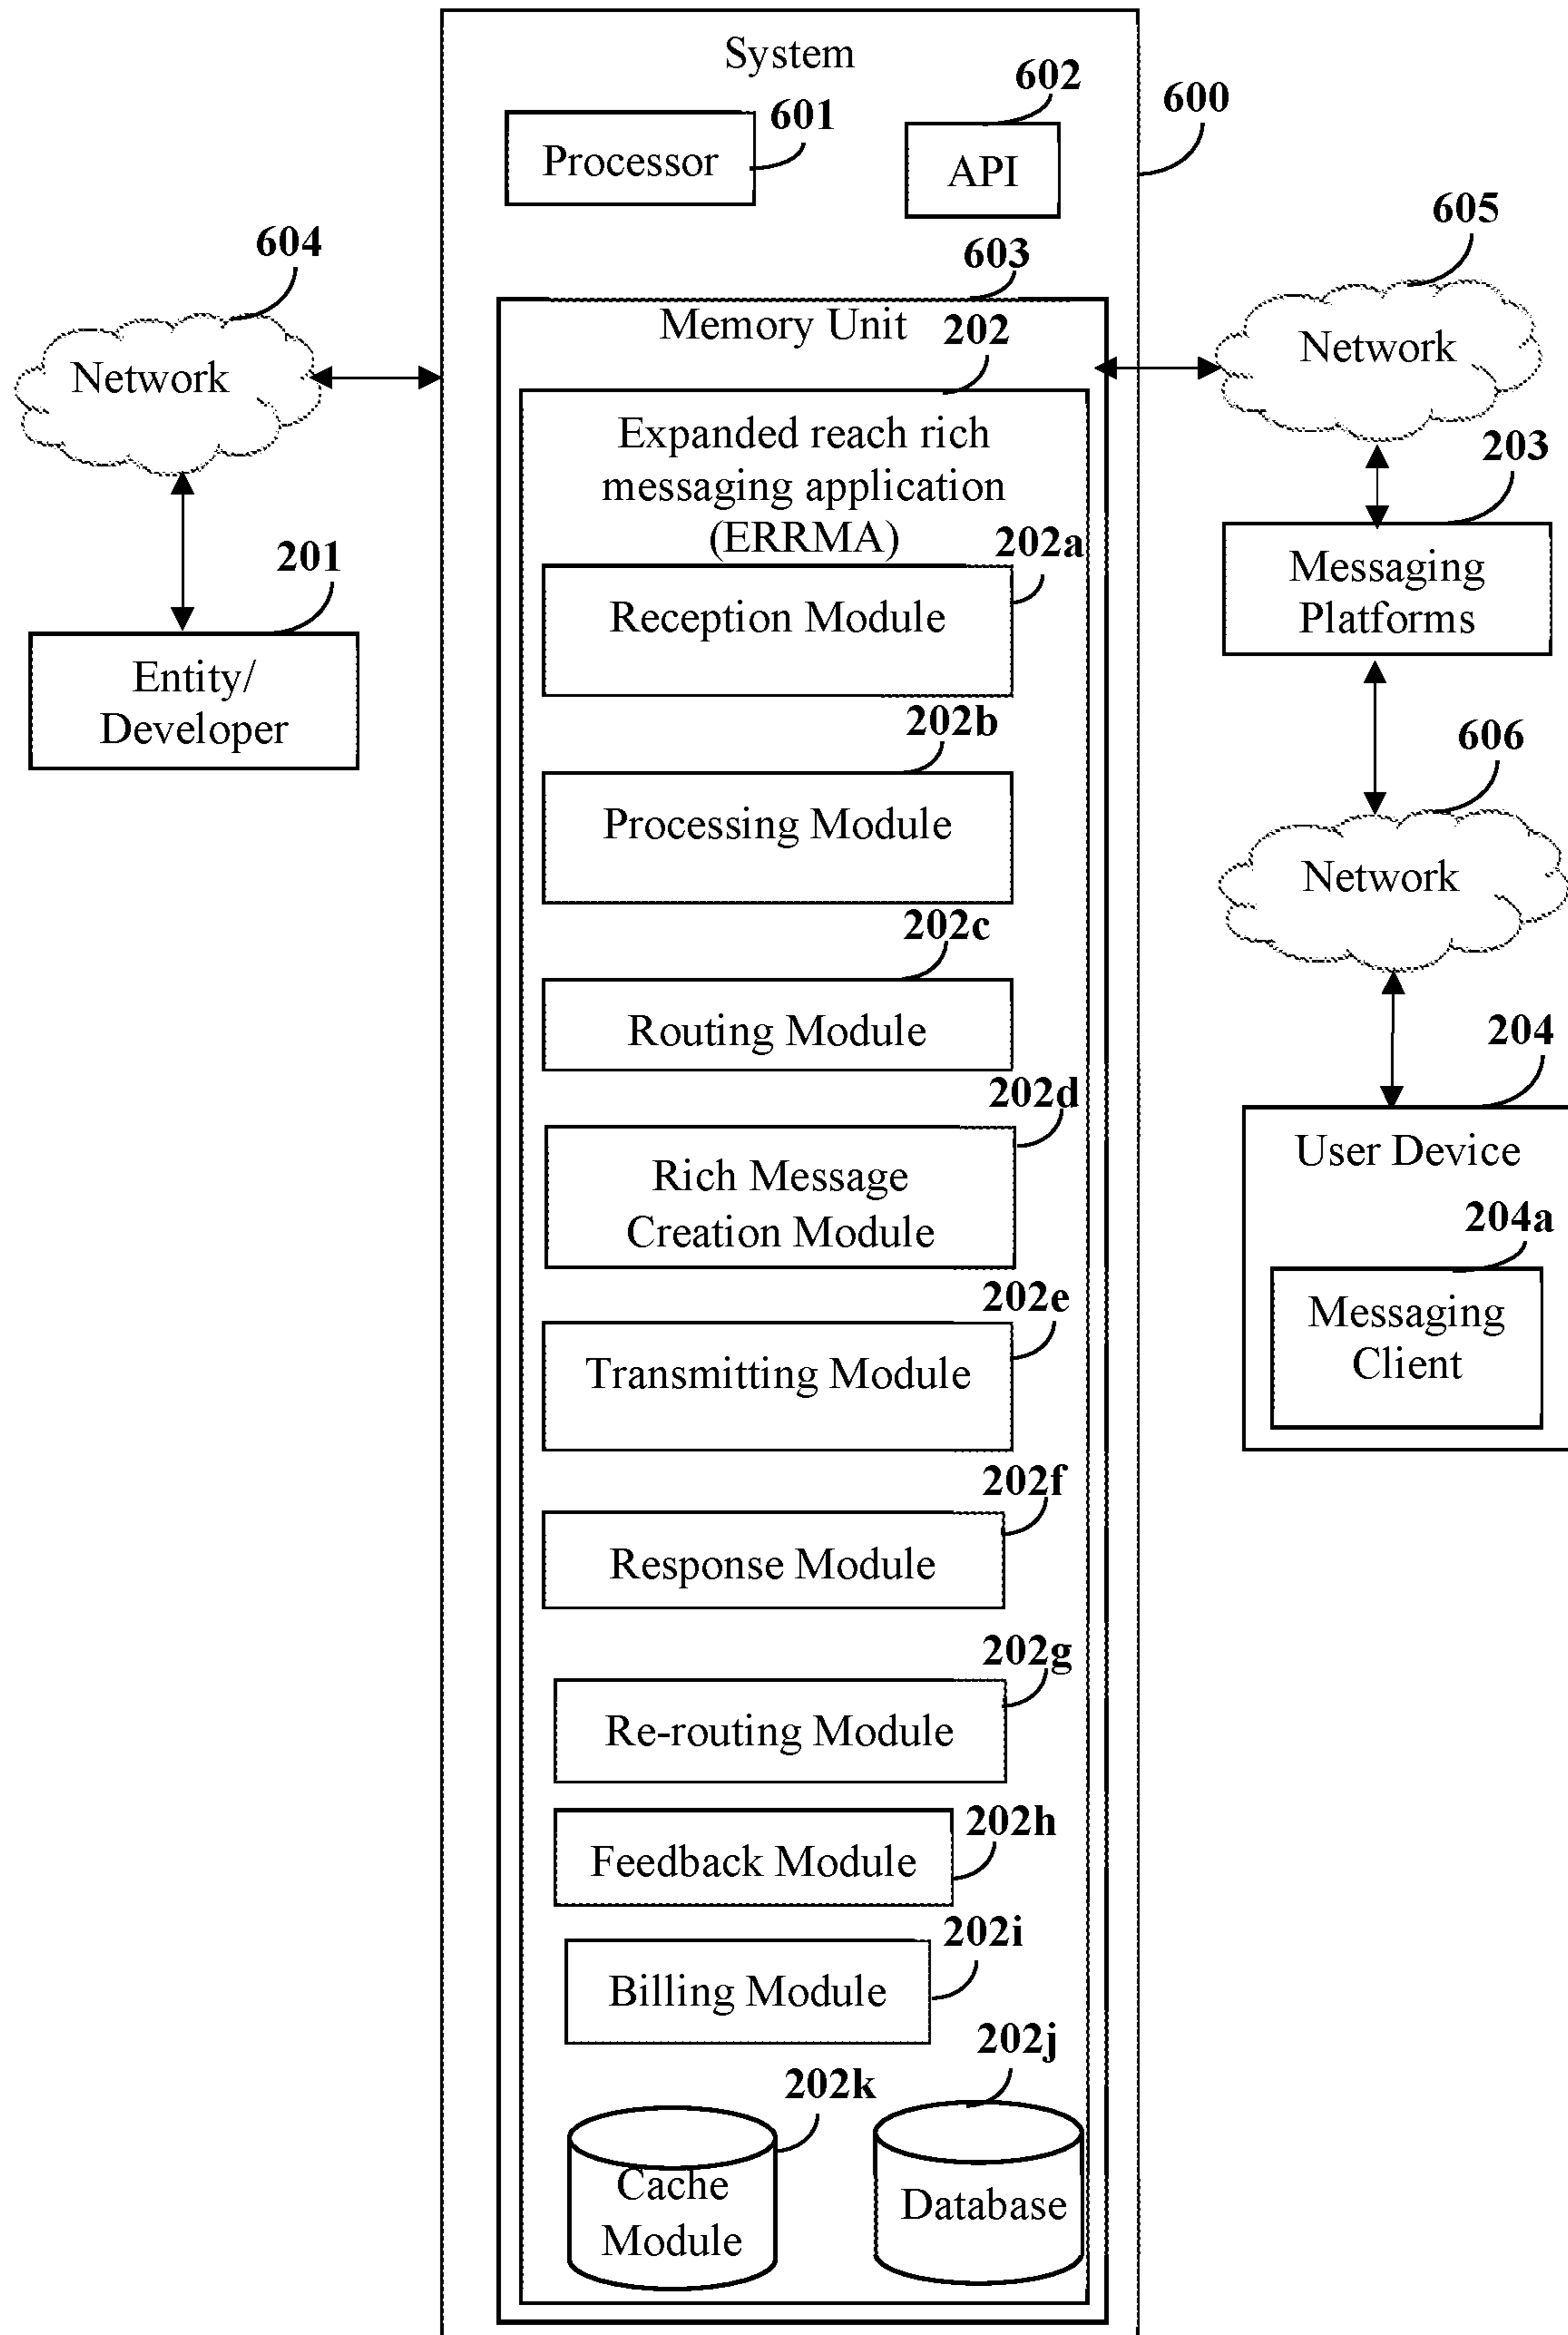 System
602
600
601
Processor
API
605
604
603
Network
Network
Memory Unit
202
Expanded reach rich
messaging application
(ERRMA)
203
Messaging
Platforms
201
Entity/
Developer
202a
Reception Module
202b
Processing Module
606
Network
202c
Routing Module
204
User Device
202d
Rich Message
Creation Module
204a
Messaging
Client
202e
Transmitting Module
202f
Response Module
202g
Re-routing Module
202h
Feedback Module
202i
Billing Module
202j
202k
Cache
Module
Database